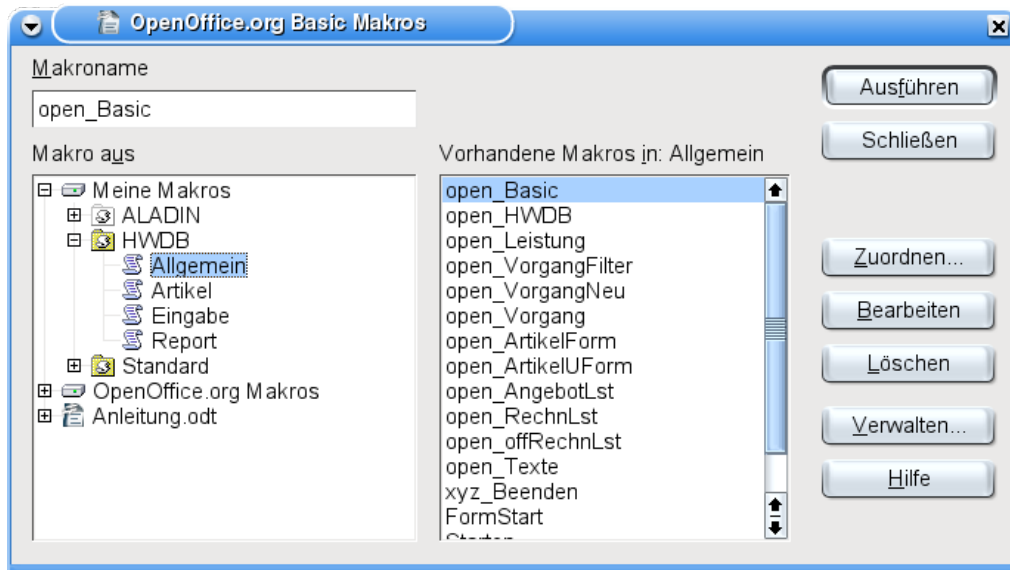 OpenOffice.org Basic Makros
Makroname
open_Basic
Makro aus
Meine Makros
ALADIN
HWDB
Allgemein
Artikel
Eingabe
Report
Standard
OpenOffice.org Makros
Anleitung.odt
Vorhandene Makros in: Allgemein
open_Basic
open_HWDB
open_Leistung
open_VorgangFilter
open_VorgangNeu
open_Vorgang
open_ArtikelForm
open_ArtikelUForm
open_AngebotLst
open_RechnLst
open_offRechnLst
open_Texte
xyz_Beenden
FormStart
Ausführen
Schließen
Zuordnen...
Bearbeiten
Löschen
Verwalten...
Hilfe